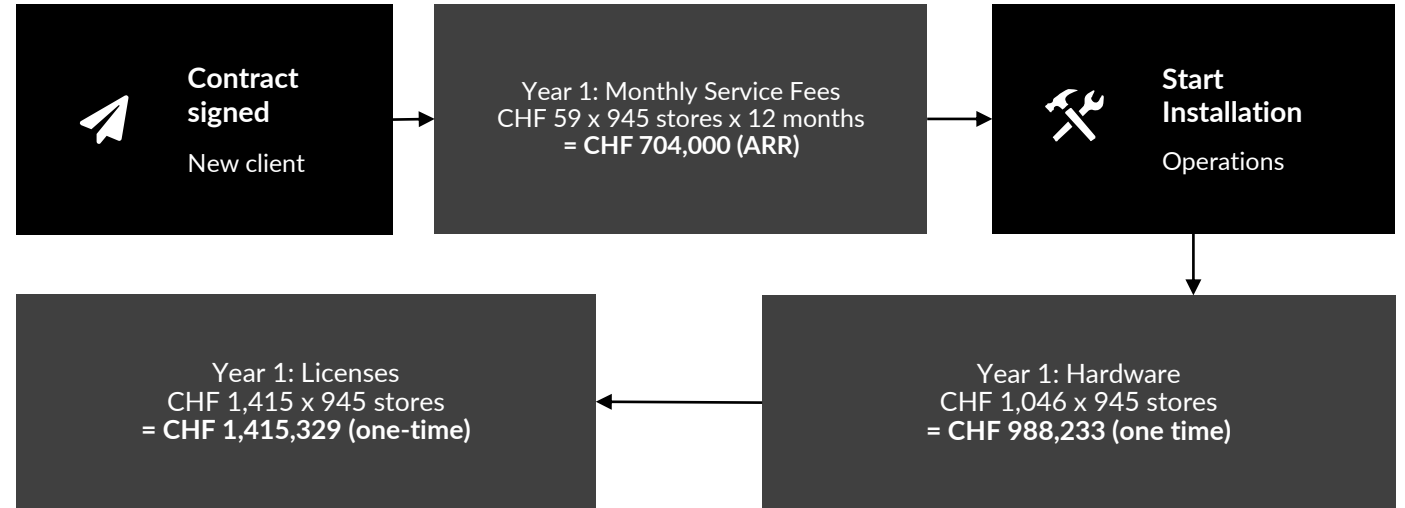 Contract
signed
New client
Year 1: Monthly Service Fees
CHF 59 x 945 stores x 12 months
= CHF 704,000 (ARR)
Start
Installation
Operations
Year 1: Licenses
CHF 1,415 x 945 stores
= CHF 1,415,329 (one-time)
Year 1: Hardware
CHF 1,046 x 945 stores
= CHF 988,233 (one time)